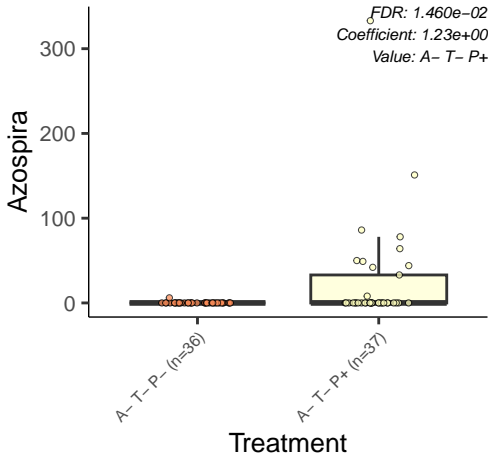 FDR: 1.460e−02
Coefficient: 1.23e+00
Value: A− T− P+
300
200
100
0
Azospira
A− T− P− (n=36)
A− T− P+ (n=37)
Treatment